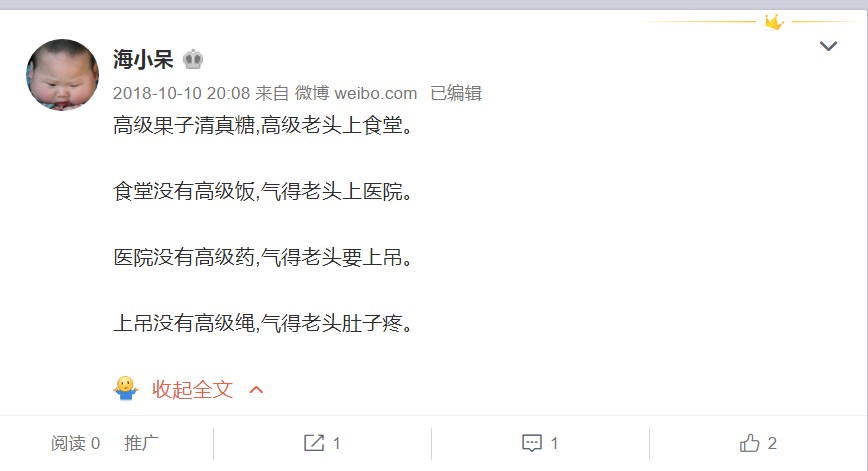 海小呆
2018-10-10 20:08 来自 微博 weibo.com 已编辑
高级果子清真糖,高级老头上食堂。
食堂没有高级饭,气得老头上医院。
医院没有高级药,气得老头要上吊。
上吊没有高级绳,气得老头肚子疼。
收起全文
阅读 0 推广 1 1 2